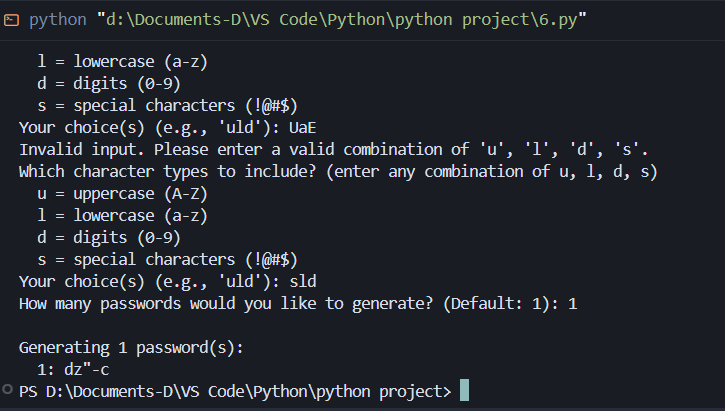 python "d:\Documents-D\VS Code\Python\python project\6.py"
l = lowercase (a-z)
d = digits (0-9)
s = special characters (!@#$)
Your choice(s) (e.g., 'uld'): UaE
Invalid input. Please enter a valid combination of 'u', 'l', 'd', 's'.
Which character types to include? (enter any combination of u, l, d, s)
u = uppercase (A-Z)
l = lowercase (a-z)
d = digits (0-9)
s = special characters (!@#$)
Your choice(s) (e.g., 'uld'): sld
How many passwords would you like to generate? (Default: 1): 1
Generating 1 password(s):
1: dz"-c
PS D:\Documents-D\VS Code\Python\python project>